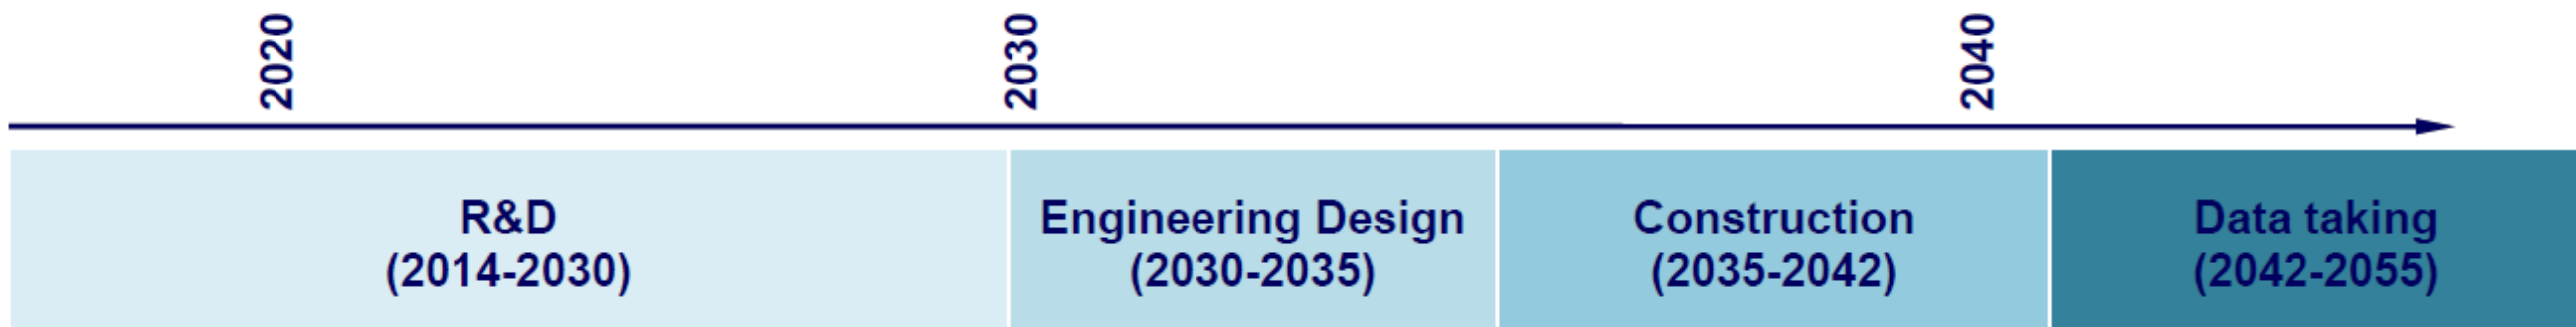 2020
2030
2040
R&D
(2014-2030)
Engineering Design
(2030-2035)
Construction
(2035-2042)
Data taking
(2042-2055)